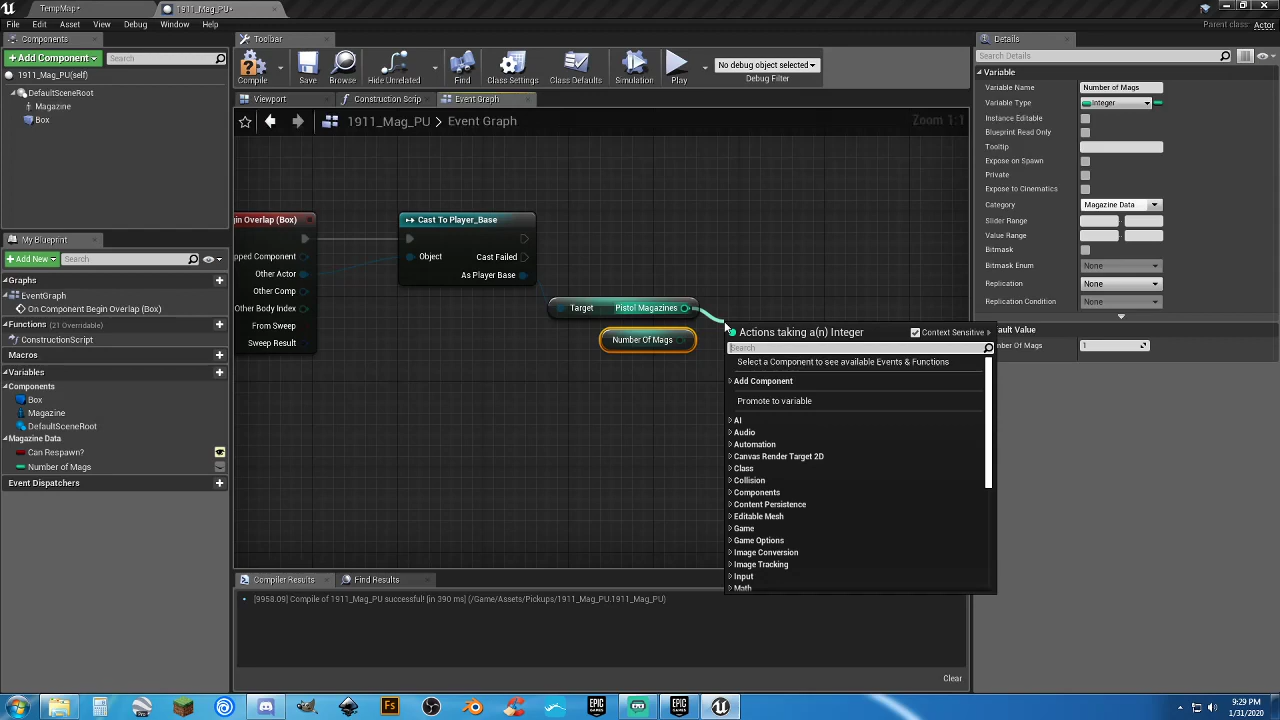 TempMap*
1911_Mag_PU*
File Edit Asset View Debug Window Help
Parent class: Actor
Components
+ Add Component
Search
1911_Mag_PU(self)
DefaultSceneRoot
Magazine
Box
My Blueprint
+ Add New
Search
Graphs
EventGraph
On Component Begin Overlap (Box)
Functions (21 Overridable)
ConstructionScript
Macros
Variables
Components
Box
Magazine
DefaultSceneRoot
Magazine Data
Can Respawn?
Number of Mags
Event Dispatchers
Toolbar
Compile Save Browse Hide Unrelated Find Class Settings Class Defaults Simulation Play
No debug object selected
Debug Filter
Viewport Construction Scrip Event Graph
1911_Mag_PU > Event Graph
Zoom 1:1
gin Overlap (Box)
pped Component
Other Actor
Other Comp
Other Body Index
From Sweep
Sweep Result
Cast To Player_Base
Object Cast Failed
As Player Base
Target Pistol Magazines
Number Of Mags
Actions taking a(n) Integer
Context Sensitive
Search
Select a Component to see available Events & Functions
Add Component
Promote to variable
AI
Audio
Automation
Canvas Render Target 2D
Class
Collision
Components
Content Persistence
Editable Mesh
Game
Game Options
Image Conversion
Image Tracking
Input
Math
Compiler Results Find Results
[9958.09] Compile of 1911_Mag_PU successful! [in 390 ms] (/Game/Assets/Pickups/1911_Mag_PU.1911_Mag_PU)
Clear
Details
Search Details
Variable
Variable Name Number of Mags
Variable Type Integer
Instance Editable
Blueprint Read Only
Tooltip
Expose on Spawn
Private
Expose to Cinematics
Category Magazine Data
Slider Range
Value Range
Bitmask
Bitmask Enum None
Replication None
Replication Condition None
fault Value
umber Of Mags 1
Fs
EPIC GAMES
EPIC GAMES
9:29 PM
1/31/2020